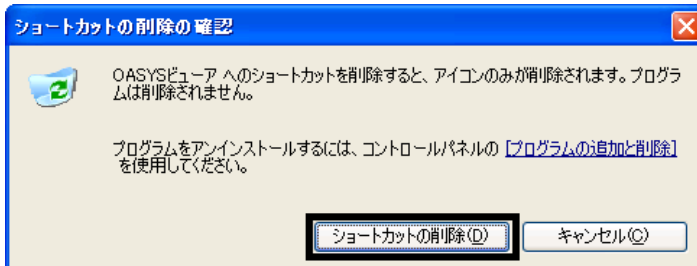 ショートカットの削除の確認
OASYSビューア へのショートカットを削除すると、アイコンのみが削除されます。プログラ
ムは削除されません。
プログラムをアンインストールするには、コントロールパネルの [プログラムの追加と削除]
を使用してください。
ショートカットの削除(D) キャンセル(C)